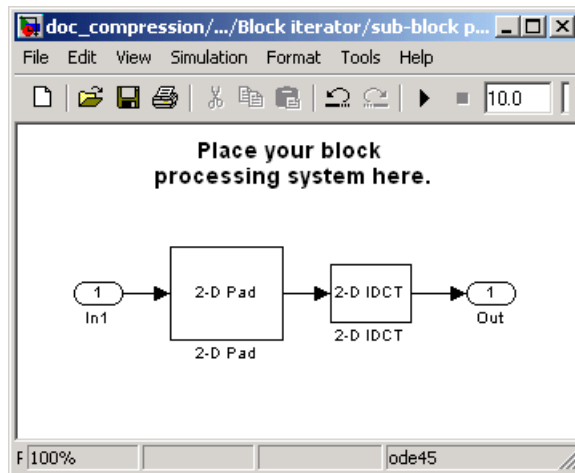 doc_compression/.../Block iterator/sub-block p...
File Edit View Simulation Format Tools Help
10.0
Place your block
processing system here.
1 2-D Pad 2-D IDCT 1
In1 2-D Pad 2-D IDCT Out
F 100% ode45